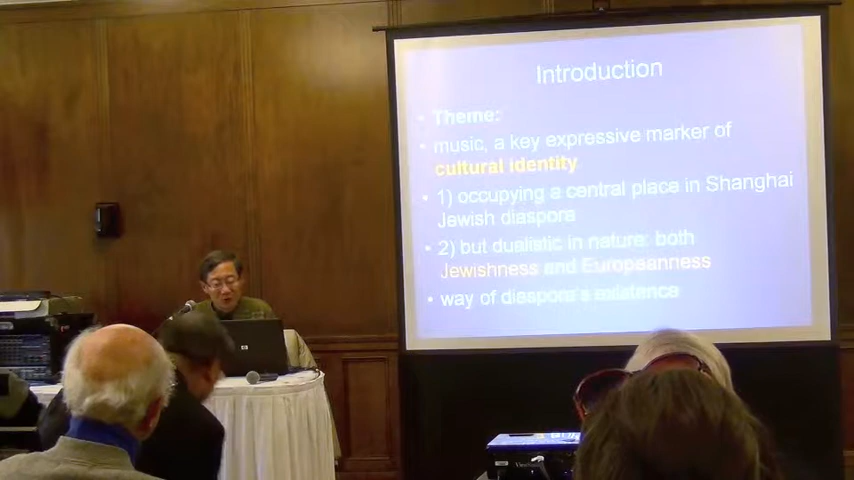 Introduction
• Theme:
• music, a key expressive marker of
cultural identity
• 1) occupying a central place in Shanghai
Jewish diaspora
• 2) but dualistic in nature: both
Jewishness and Europeanness
• way of diaspora's existence
hp